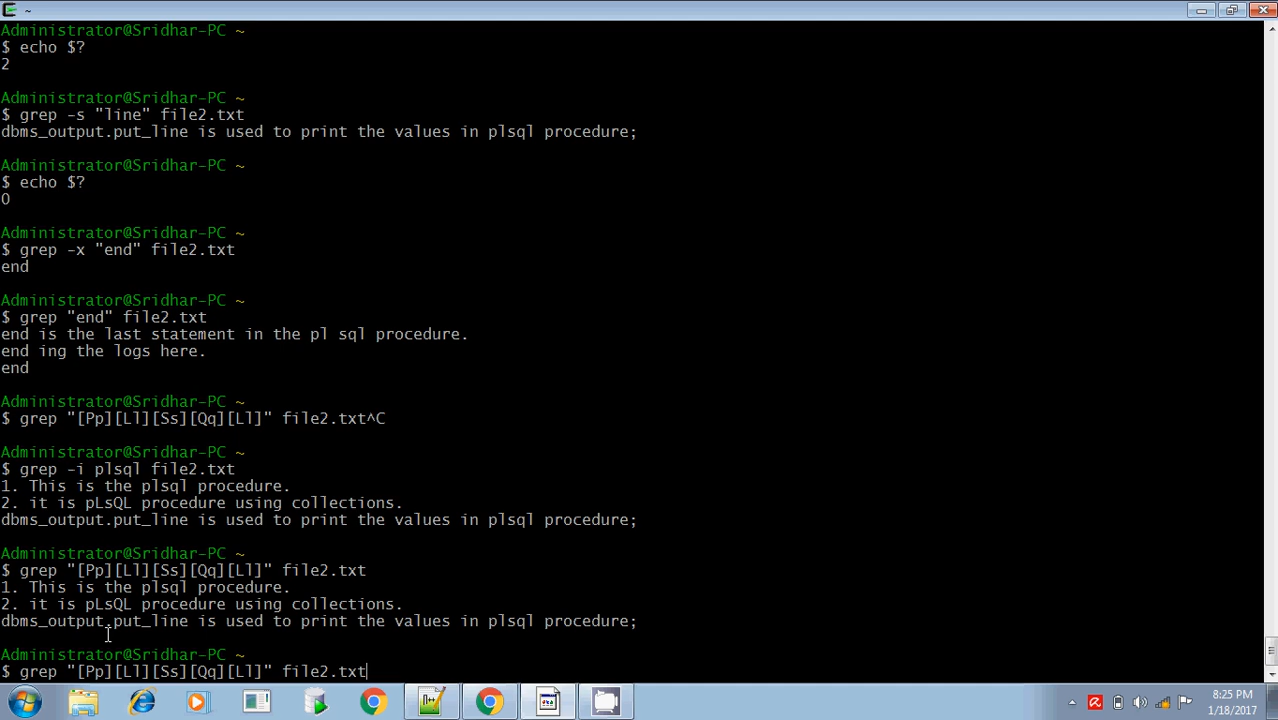 ~
Administrator@Sridhar-PC ~
$ echo $?
2
Administrator@Sridhar-PC ~
$ grep -s "line" file2.txt
dbms_output.put_line is used to print the values in plsql procedure;
Administrator@Sridhar-PC ~
$ echo $?
0
Administrator@Sridhar-PC ~
$ grep -x "end" file2.txt
end
Administrator@Sridhar-PC ~
$ grep "end" file2.txt
end is the last statement in the pl sql procedure.
end ing the logs here.
end
Administrator@Sridhar-PC ~
$ grep "[Pp][Ll][Ss][Qq][Ll]" file2.txt^C
Administrator@Sridhar-PC ~
$ grep -i plsql file2.txt
1. This is the plsql procedure.
2. it is pLsQL procedure using collections.
dbms_output.put_line is used to print the values in plsql procedure;
Administrator@Sridhar-PC ~
$ grep "[Pp][Ll][Ss][Qq][Ll]" file2.txt
1. This is the plsql procedure.
2. it is pLsQL procedure using collections.
dbms_output.put_line is used to print the values in plsql procedure;
Administrator@Sridhar-PC ~
$ grep "[Pp][Ll][Ss][Qq][Ll]" file2.txt
8:25 PM
1/18/2017